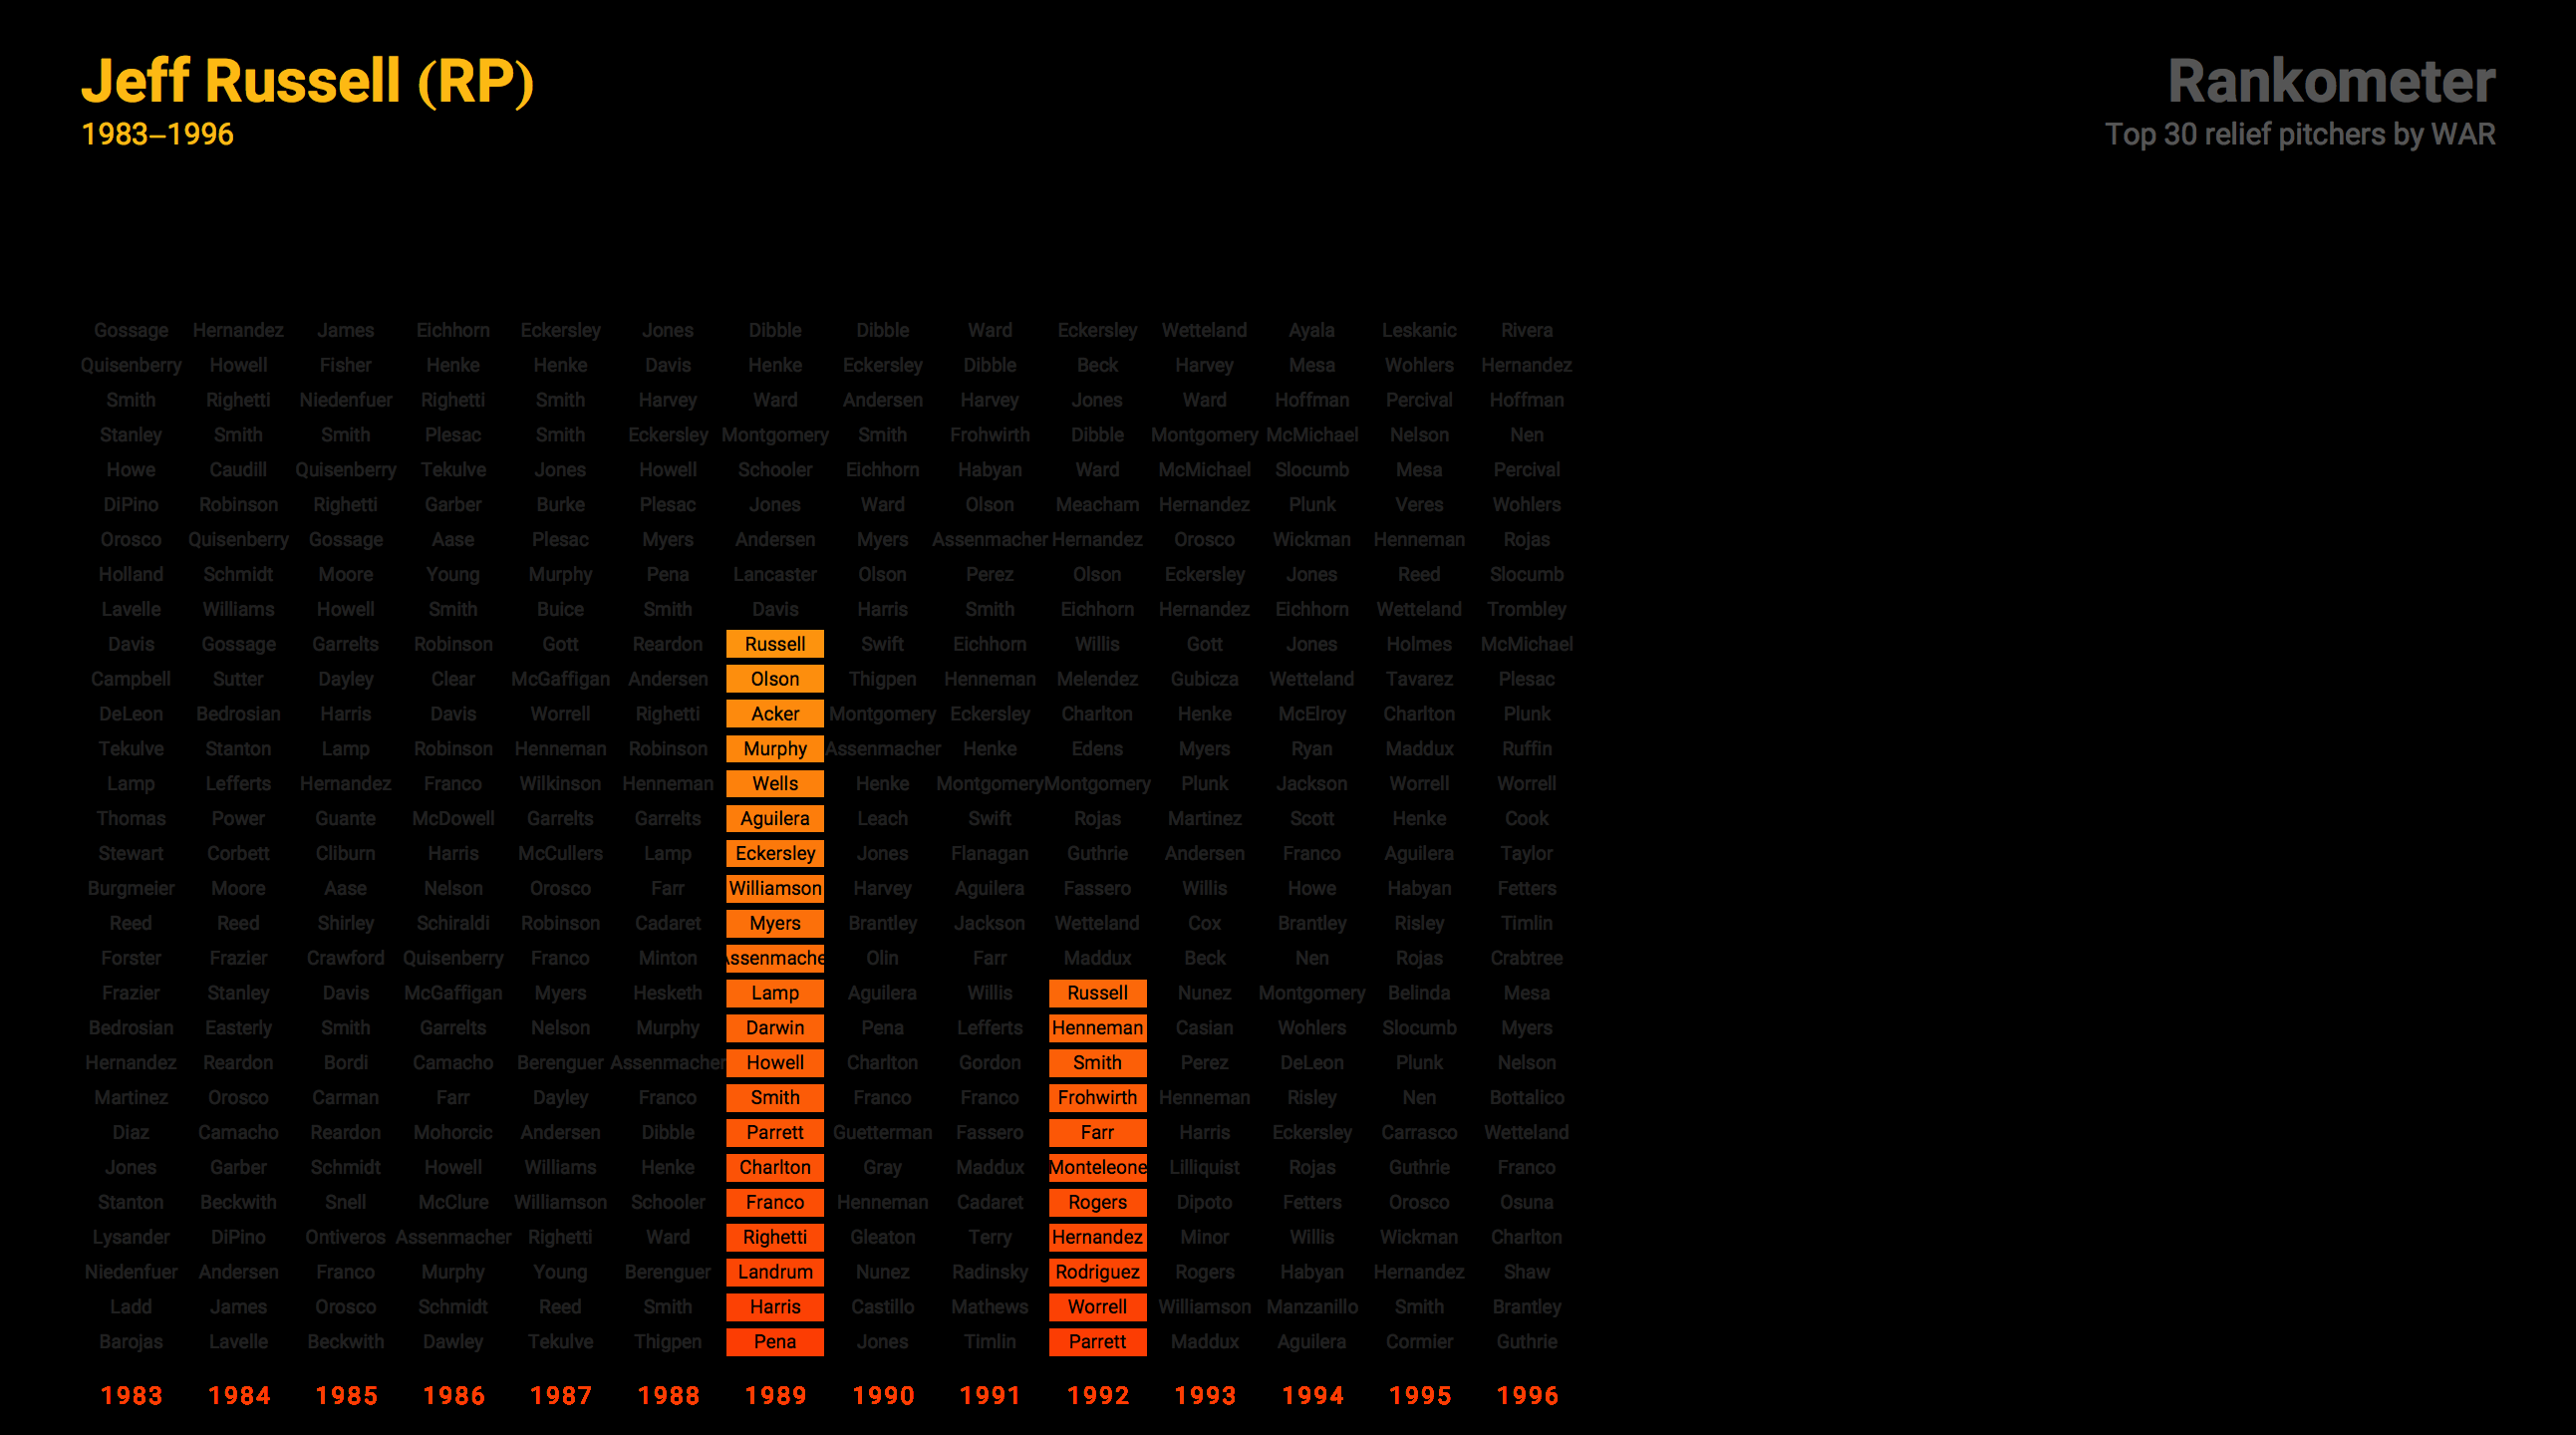 Jeff Russell (RP)
1983–1996
Rankometer
Top 30 relief pitchers by WAR
Gossage Hernandez James Eichhorn Eckersley Jones Dibble Dibble Ward Eckersley Wetteland Ayala Leskanic Rivera
Quisenberry Howell Fisher Henke Henke Davis Henke Eckersley Dibble Beck Harvey Mesa Wohlers Hernandez
Smith Righetti Niedenfuer Righetti Smith Harvey Ward Andersen Harvey Jones Ward Hoffman Percival Hoffman
Stanley Smith Smith Plesac Smith Eckersley Montgomery Smith Frohwirth Dibble Montgomery McMichael Nelson Nen
Howe Caudill Quisenberry Tekulve Jones Howell Schooler Eichhorn Habyan Ward McMichael Slocumb Mesa Percival
DiPino Robinson Righetti Garber Burke Plesac Jones Ward Olson Meacham Hernandez Plunk Veres Wohlers
Orosco Quisenberry Gossage Aase Plesac Myers Andersen Myers Assenmacher Hernandez Orosco Wickman Henneman Rojas
Holland Schmidt Moore Young Murphy Pena Lancaster Olson Perez Olson Eckersley Jones Reed Slocumb
Lavelle Williams Howell Smith Buice Smith Davis Harris Smith Eichhorn Hernandez Eichhorn Wetteland Trombley
Davis Gossage Garrelts Robinson Gott Reardon Russell Swift Eichhorn Willis Gott Jones Holmes McMichael
Campbell Sutter Dayley Clear McGaffigan Andersen Olson Thigpen Henneman Melendez Gubicza Wetteland Tavarez Plesac
DeLeon Bedrosian Harris Davis Worrell Righetti Acker Montgomery Eckersley Charlton Henke McElroy Charlton Plunk
Tekulve Stanton Lamp Robinson Henneman Robinson Murphy Assenmacher Henke Edens Myers Ryan Maddux Ruffin
Lamp Lefferts Hernandez Franco Wilkinson Henneman Wells Henke Montgomery Montgomery Plunk Jackson Worrell Worrell
Thomas Power Guante McDowell Garrelts Garrelts Aguilera Leach Swift Rojas Martinez Scott Henke Cook
Stewart Corbett Cliburn Harris McCullers Lamp Eckersley Jones Flanagan Guthrie Andersen Franco Aguilera Taylor
Burgmeier Moore Aase Nelson Orosco Farr Williamson Harvey Aguilera Fassero Willis Howe Habyan Fetters
Reed Reed Shirley Schiraldi Robinson Cadaret Myers Brantley Jackson Wetteland Cox Brantley Risley Timlin
Forster Frazier Crawford Quisenberry Franco Minton Assenmacher Olin Farr Maddux Beck Nen Rojas Crabtree
Frazier Stanley Davis McGaffigan Myers Hesketh Lamp Aguilera Willis Russell Nunez Montgomery Belinda Mesa
Bedrosian Easterly Smith Garrelts Nelson Murphy Darwin Pena Lefferts Henneman Casian Wohlers Slocumb Myers
Hernandez Reardon Bordi Camacho Berenguer Assenmacher Howell Charlton Gordon Smith Perez DeLeon Plunk Nelson
Martinez Orosco Carman Farr Dayley Franco Smith Franco Franco Frohwirth Henneman Risley Nen Bottalico
Diaz Camacho Reardon Mohorcic Andersen Dibble Parrett Guetterman Fassero Farr Harris Eckersley Carrasco Wetteland
Jones Garber Schmidt Howell Williams Henke Charlton Gray Maddux Monteleone Lilliquist Rojas Guthrie Franco
Stanton Beckwith Snell McClure Williamson Schooler Franco Henneman Cadaret Rogers Dipoto Fetters Orosco Osuna
Lysander DiPino Ontiveros Assenmacher Righetti Ward Righetti Gleaton Terry Hernandez Minor Willis Wickman Charlton
Niedenfuer Andersen Franco Murphy Young Berenguer Landrum Nunez Radinsky Rodriguez Rogers Habyan Hernandez Shaw
Ladd James Orosco Schmidt Reed Smith Harris Castillo Mathews Worrell Williamson Manzanillo Smith Brantley
Barojas Lavelle Beckwith Dawley Tekulve Thigpen Pena Jones Timlin Parrett Maddux Aguilera Cormier Guthrie
1983 1984 1985 1986 1987 1988 1989 1990 1991 1992 1993 1994 1995 1996